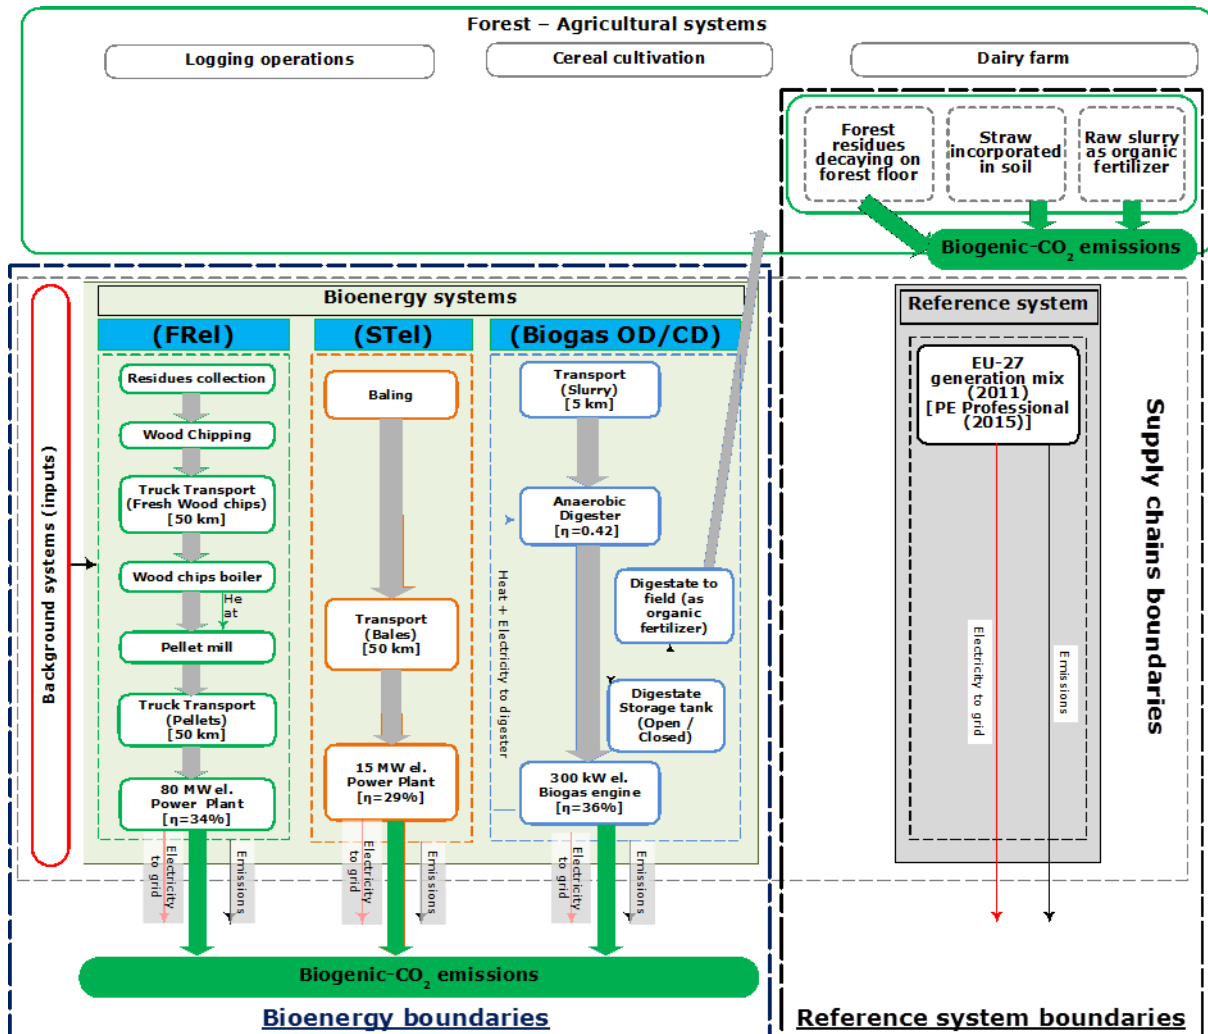 Forest – Agricultural systems
Logging operations
Cereal cultivation
Dairy farm
Forest
residues
decaying on
forest floor
Straw
incorporated
in soil
Raw slurry
as organic
fertilizer
Biogenic-CO2 emissions
Background systems (inputs)
Bioenergy systems
(FRel)
Residues collection
Wood Chipping
Truck Transport
(Fresh Wood chips)
[50 km]
Wood chips boiler
He
at
Pellet mill
Truck Transport
(Pellets)
[50 km]
80 MW el.
Power Plant
[η=34%]
Electricity
to grid
Emissions
(STel)
Baling
Transport
(Bales)
[50 km]
15 MW el.
Power Plant
[η=29%]
Electricity
to grid
Emissions
(Biogas OD/CD)
Transport
(Slurry)
[5 km]
Anaerobic
Digester
[η=0.42]
Heat + Electricity to digester
Digestate to
field (as
organic
fertilizer)
Digestate
Storage tank
(Open /
Closed)
300 kW el.
Biogas engine
[η=36%]
Electricity
to grid
Emissions
Reference system
EU-27
generation mix
(2011)
[PE Professional
(2015)]
Electricity to grid
Emissions
Supply chains boundaries
Biogenic-CO2 emissions
Bioenergy boundaries
Reference system boundaries